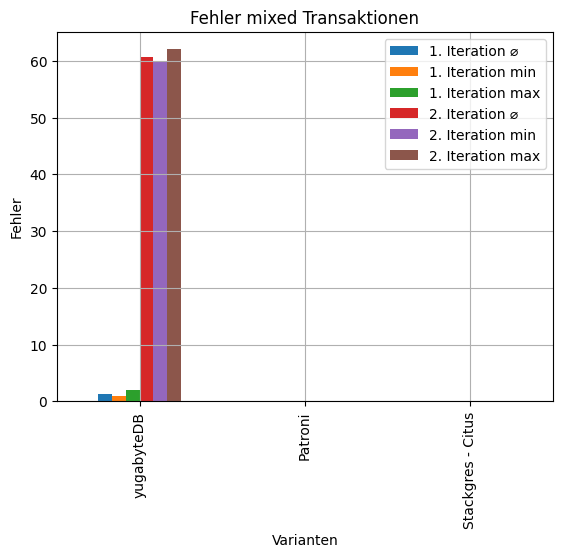 Fehler mixed Transaktionen
1. Iteration ⌀
1. Iteration min
1. Iteration max
2. Iteration ⌀
2. Iteration min
2. Iteration max
Fehler
60
50
40
30
20
10
0
yugabyteDB
Patroni
Stackgres - Citus
Varianten